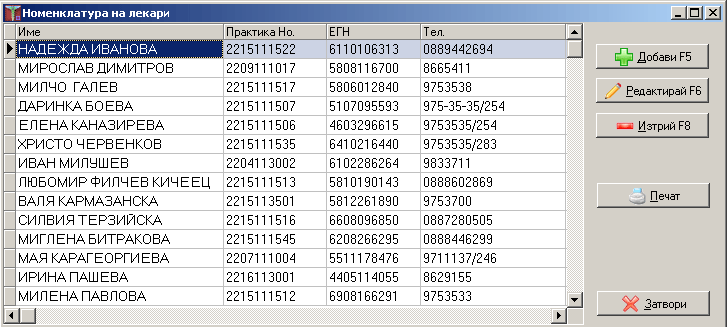 Номенклатура на лекари
Име Практика Но. ЕГН Тел.
НАДЕЖДА ИВАНОВА 2215111522 6110106313 0889442694
МИРОСЛАВ ДИМИТРОВ 2209111017 5808116700 8665411
МИЛЧО ГАЛЕВ 2215111517 5806012840 9753538
ДАРИНКА БОЕВА 2215111507 5107095593 975-35-35/254
ЕЛЕНА КАНАЗИРЕВА 2215111506 4603296615 9753535/254
ХРИСТО ЧЕРВЕНКОВ 2215111535 6410216440 9753535/283
ИВАН МИЛУШЕВ 2204113002 6102286264 9833711
ЛЮБОМИР ФИЛЧЕВ КИЧЕЕЦ 2215111513 5810190143 0888602869
ВАЛЯ КАРМАЗАНСКА 2215113501 5812261890 9753700
СИЛВИЯ ТЕРЗИЙСКА 2215111516 6608096850 0887280505
МИГЛЕНА БИТРАКОВА 2215111545 6208266295 0888446299
МАЯ КАРАГЕОРГИЕВА 2207111004 5511178476 9711137/246
ИРИНА ПАШЕВА 2216113001 4405114055 8629155
МИЛЕНА ПАВЛОВА 2215111512 6908166291 9753533
Добави F5
Редактирай F6
Изтрий F8
Печат
Затвори